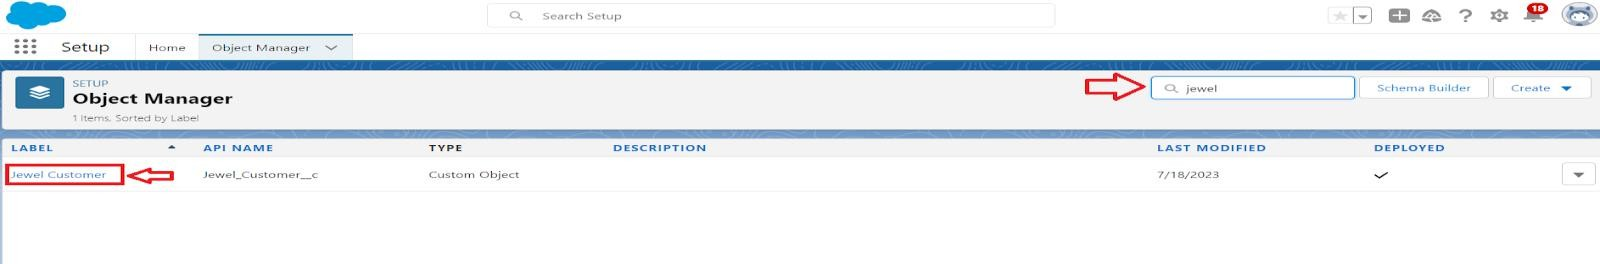 Search Setup
18
Setup
Home
Object Manager
SETUP
Object Manager
1 Items, Sorted by Label
jewel
Schema Builder
Create
LABEL API NAME TYPE DESCRIPTION LAST MODIFIED DEPLOYED
Jewel Customer Jewel_Customer__c Custom Object 7/18/2023